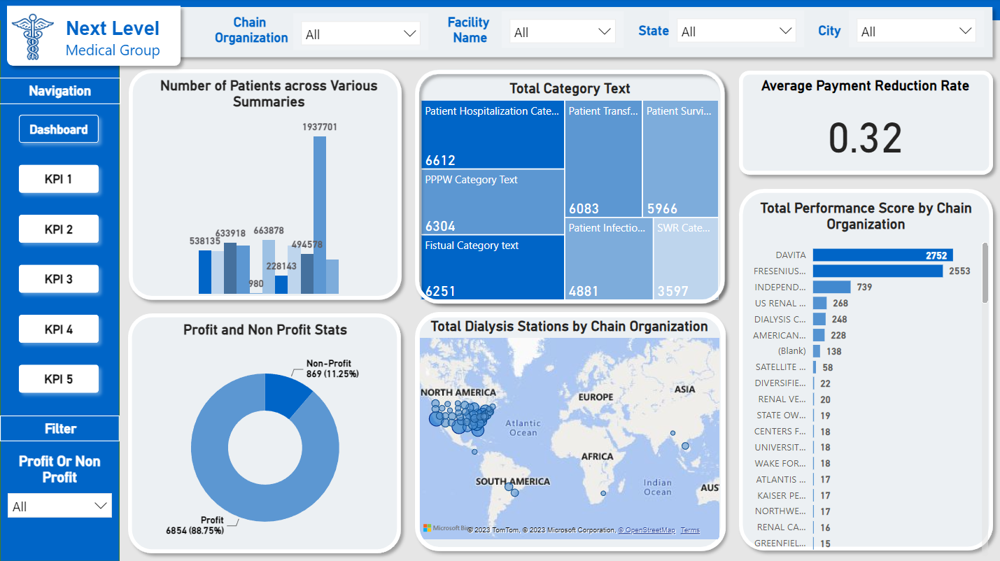 Next Level
Medical Group
Chain
Organization
All
Facility
Name
All
State
All
City
All
Navigation
Dashboard
KPI 1
KPI 2
KPI 3
KPI 4
KPI 5
Filter
Profit Or Non
Profit
All
Number of Patients across Various
Summaries
1937701
633918
663878
538135
494578
228143
980
Total Category Text
Patient Hospitalization Cate...
6612
PPPW Category Text
6304
Fistual Category text
6251
Patient Transf...
6083
Patient Survi...
5966
Patient Infectio...
4881
SWR Cate...
3597
Average Payment Reduction Rate
0.32
Profit and Non Profit Stats
Non-Profit
869 (11.25%)
Profit
6854 (88.75%)
Total Dialysis Stations by Chain Organization
NORTH AMERICA
EUROPE
ASIA
Atlantic
Ocean
AFRICA
SOUTH AMERICA
Indian
Ocean
AUS
Microsoft Bin
© 2023 TomTom, © 2023 Microsoft Corporation, © OpenStreetMap Terms
Total Performance Score by Chain
Organization
DAVITA 2752
FRESENIUS... 2553
INDEPEND... 739
US RENAL ... 268
DIALYSIS C... 248
AMERICAN... 228
(Blank) 138
SATELLITE ... 58
DIVERSIFIE... 22
RENAL VE... 20
STATE OW... 19
CENTERS F... 18
UNIVERSIT... 18
WAKE FOR... 18
ATLANTIS ... 17
KAISER PE... 17
NORTHWE... 17
RENAL CA... 16
GREENFIEL... 15